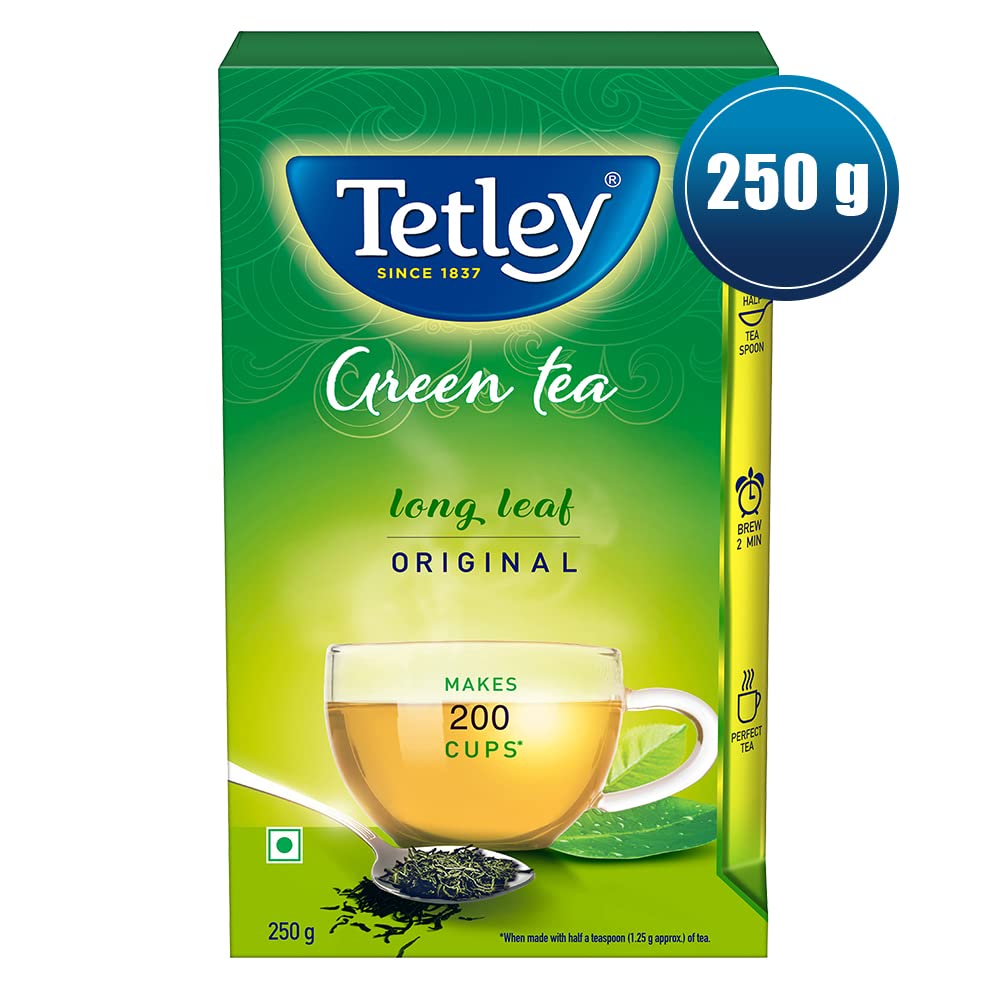 250 g
Tetley®
SINCE 1837
Green tea
long leaf
ORIGINAL
MAKES
200
CUPS*
250 g
*When made with half a teaspoon (1.25 g approx.) of tea.
HALF
TEA
SPOON
BREW
2 MIN
PERFECT
TEA